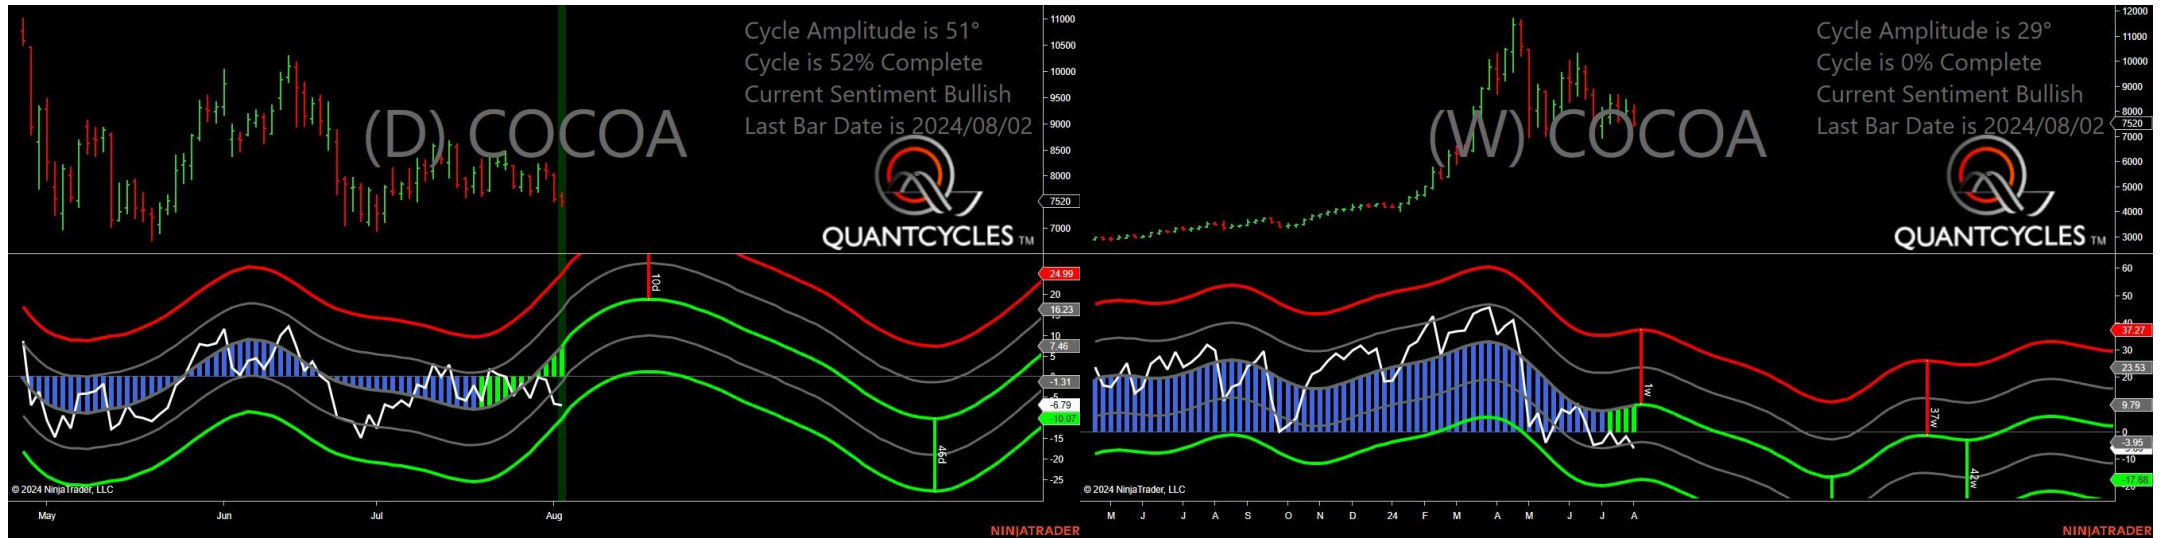 Cycle Amplitude is 51°
Cycle is 52% Complete
Current Sentiment Bullish
Last Bar Date is 2024/08/02
(D) COCOA
QUANTCYCLES TM
11000
10500
10000
9500
9000
8500
8000
7520
7000
24.99
20
16.23
10
7.46
5
-1.31
-6.79
-10.07
-15
-20
-25
10d
46d
© 2024 NinjaTrader, LLC
May Jun Jul Aug
NINJATRADER
Cycle Amplitude is 29°
Cycle is 0% Complete
Current Sentiment Bullish
Last Bar Date is 2024/08/02
(W) COCOA
QUANTCYCLES TM
12000
11000
10000
9000
8000
7520
7000
6000
5000
4000
3000
60
50
37.27
30
23.53
20
9.79
0
-3.95
-10
-17.68
1w
37w
42w
© 2024 NinjaTrader, LLC
M J J A S O N D 24 F M A M J J A
NINJATRADER